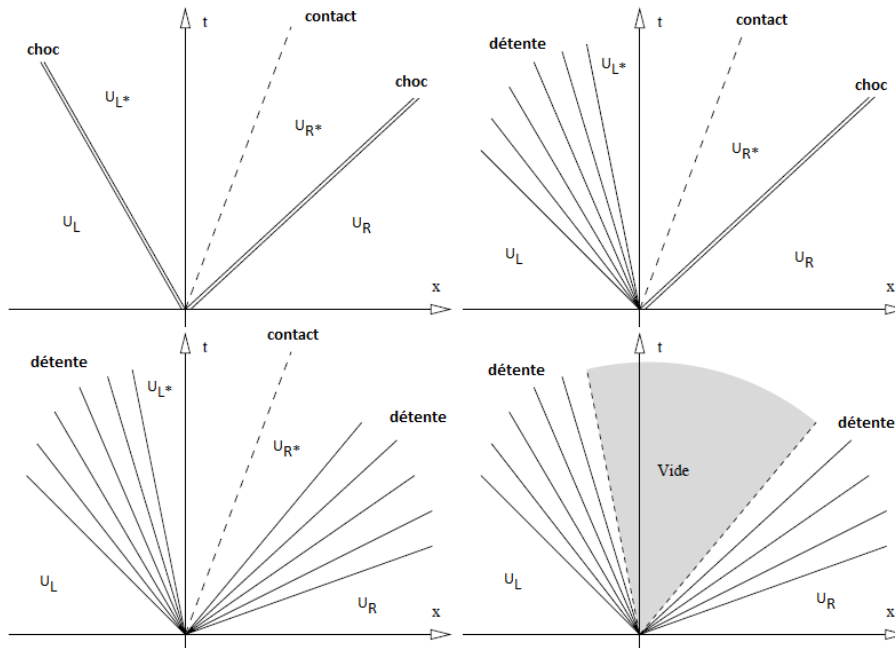 t
contact
choc
U_L*
choc
U_R*
U_L
U_R
x
t
contact
détente
U_L*
choc
U_R*
U_L
U_R
x
t
contact
détente
U_L*
détente
U_R*
U_L
U_R
x
t
détente
détente
Vide
U_L
U_R
x